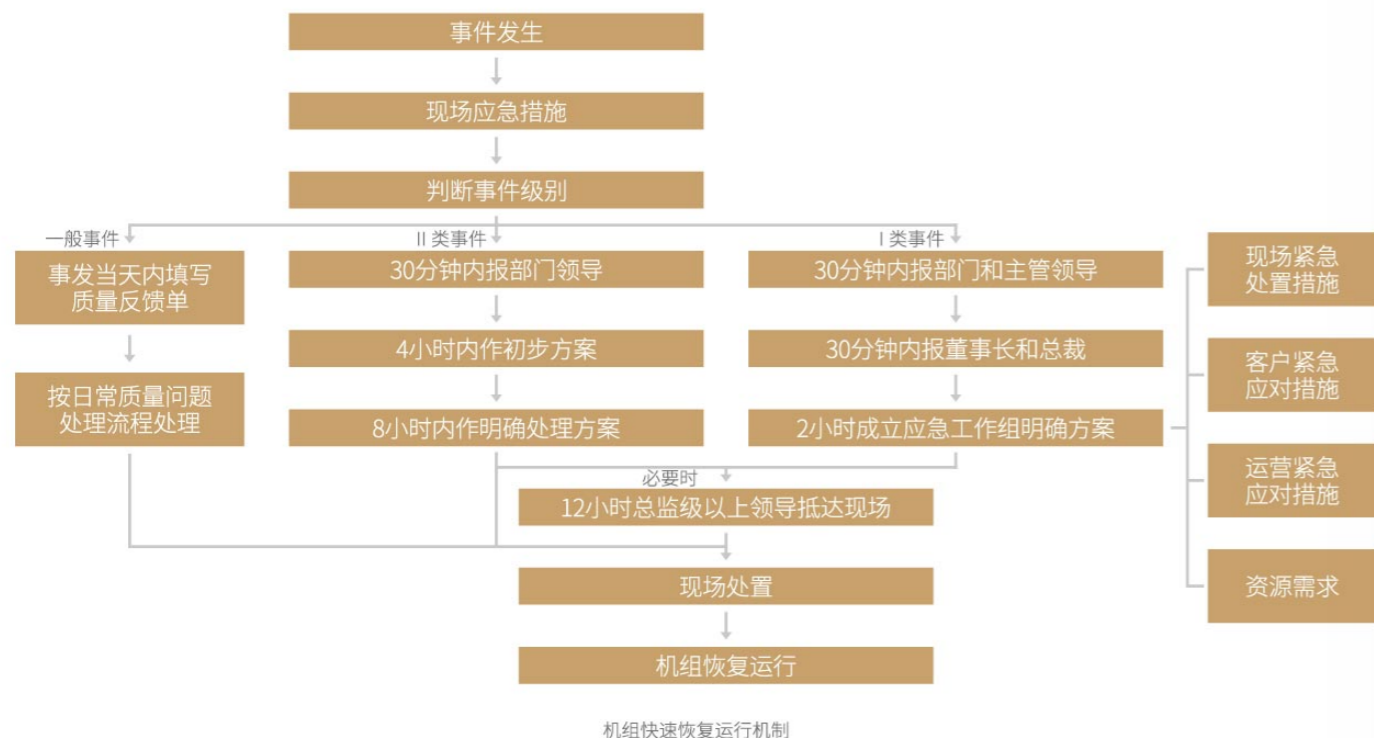 事件发生
现场应急措施
判断事件级别
一般事件
II 类事件
I 类事件
事发当天内填写
质量反馈单
按日常质量问题
处理流程处理
30分钟内报部门领导
4小时内作初步方案
8小时内作明确处理方案
30分钟内报部门和主管领导
30分钟内报董事长和总裁
2小时成立应急工作组明确方案
现场紧急
处置措施
客户紧急
应对措施
运营紧急
应对措施
资源需求
必要时
12小时总监级以上领导抵达现场
现场处置
机组恢复运行
机组快速恢复运行机制